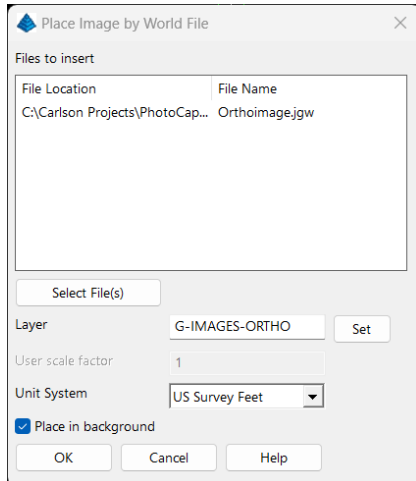 Place Image by World File
Files to insert
File Location File Name
C:\Carlson Projects\PhotoCap... Orthoimage.jgw
Select File(s)
Layer G-IMAGES-ORTHO Set
User scale factor 1
Unit System US Survey Feet
Place in background
OK Cancel Help